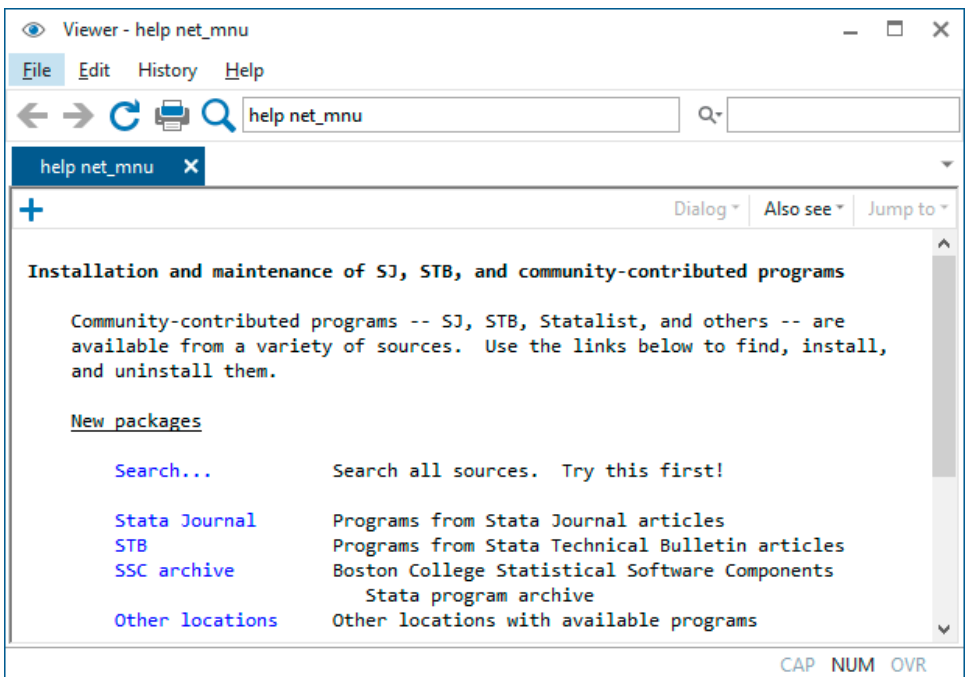 Viewer - help net_mnu
File Edit History Help
help net_mnu
help net_mnu
Dialog Also see Jump to
Installation and maintenance of SJ, STB, and community-contributed programs
Community-contributed programs -- SJ, STB, Statalist, and others -- are
available from a variety of sources. Use the links below to find, install,
and uninstall them.
New packages
Search... Search all sources. Try this first!
Stata Journal Programs from Stata Journal articles
STB Programs from Stata Technical Bulletin articles
SSC archive Boston College Statistical Software Components
Stata program archive
Other locations Other locations with available programs
CAP NUM OVR